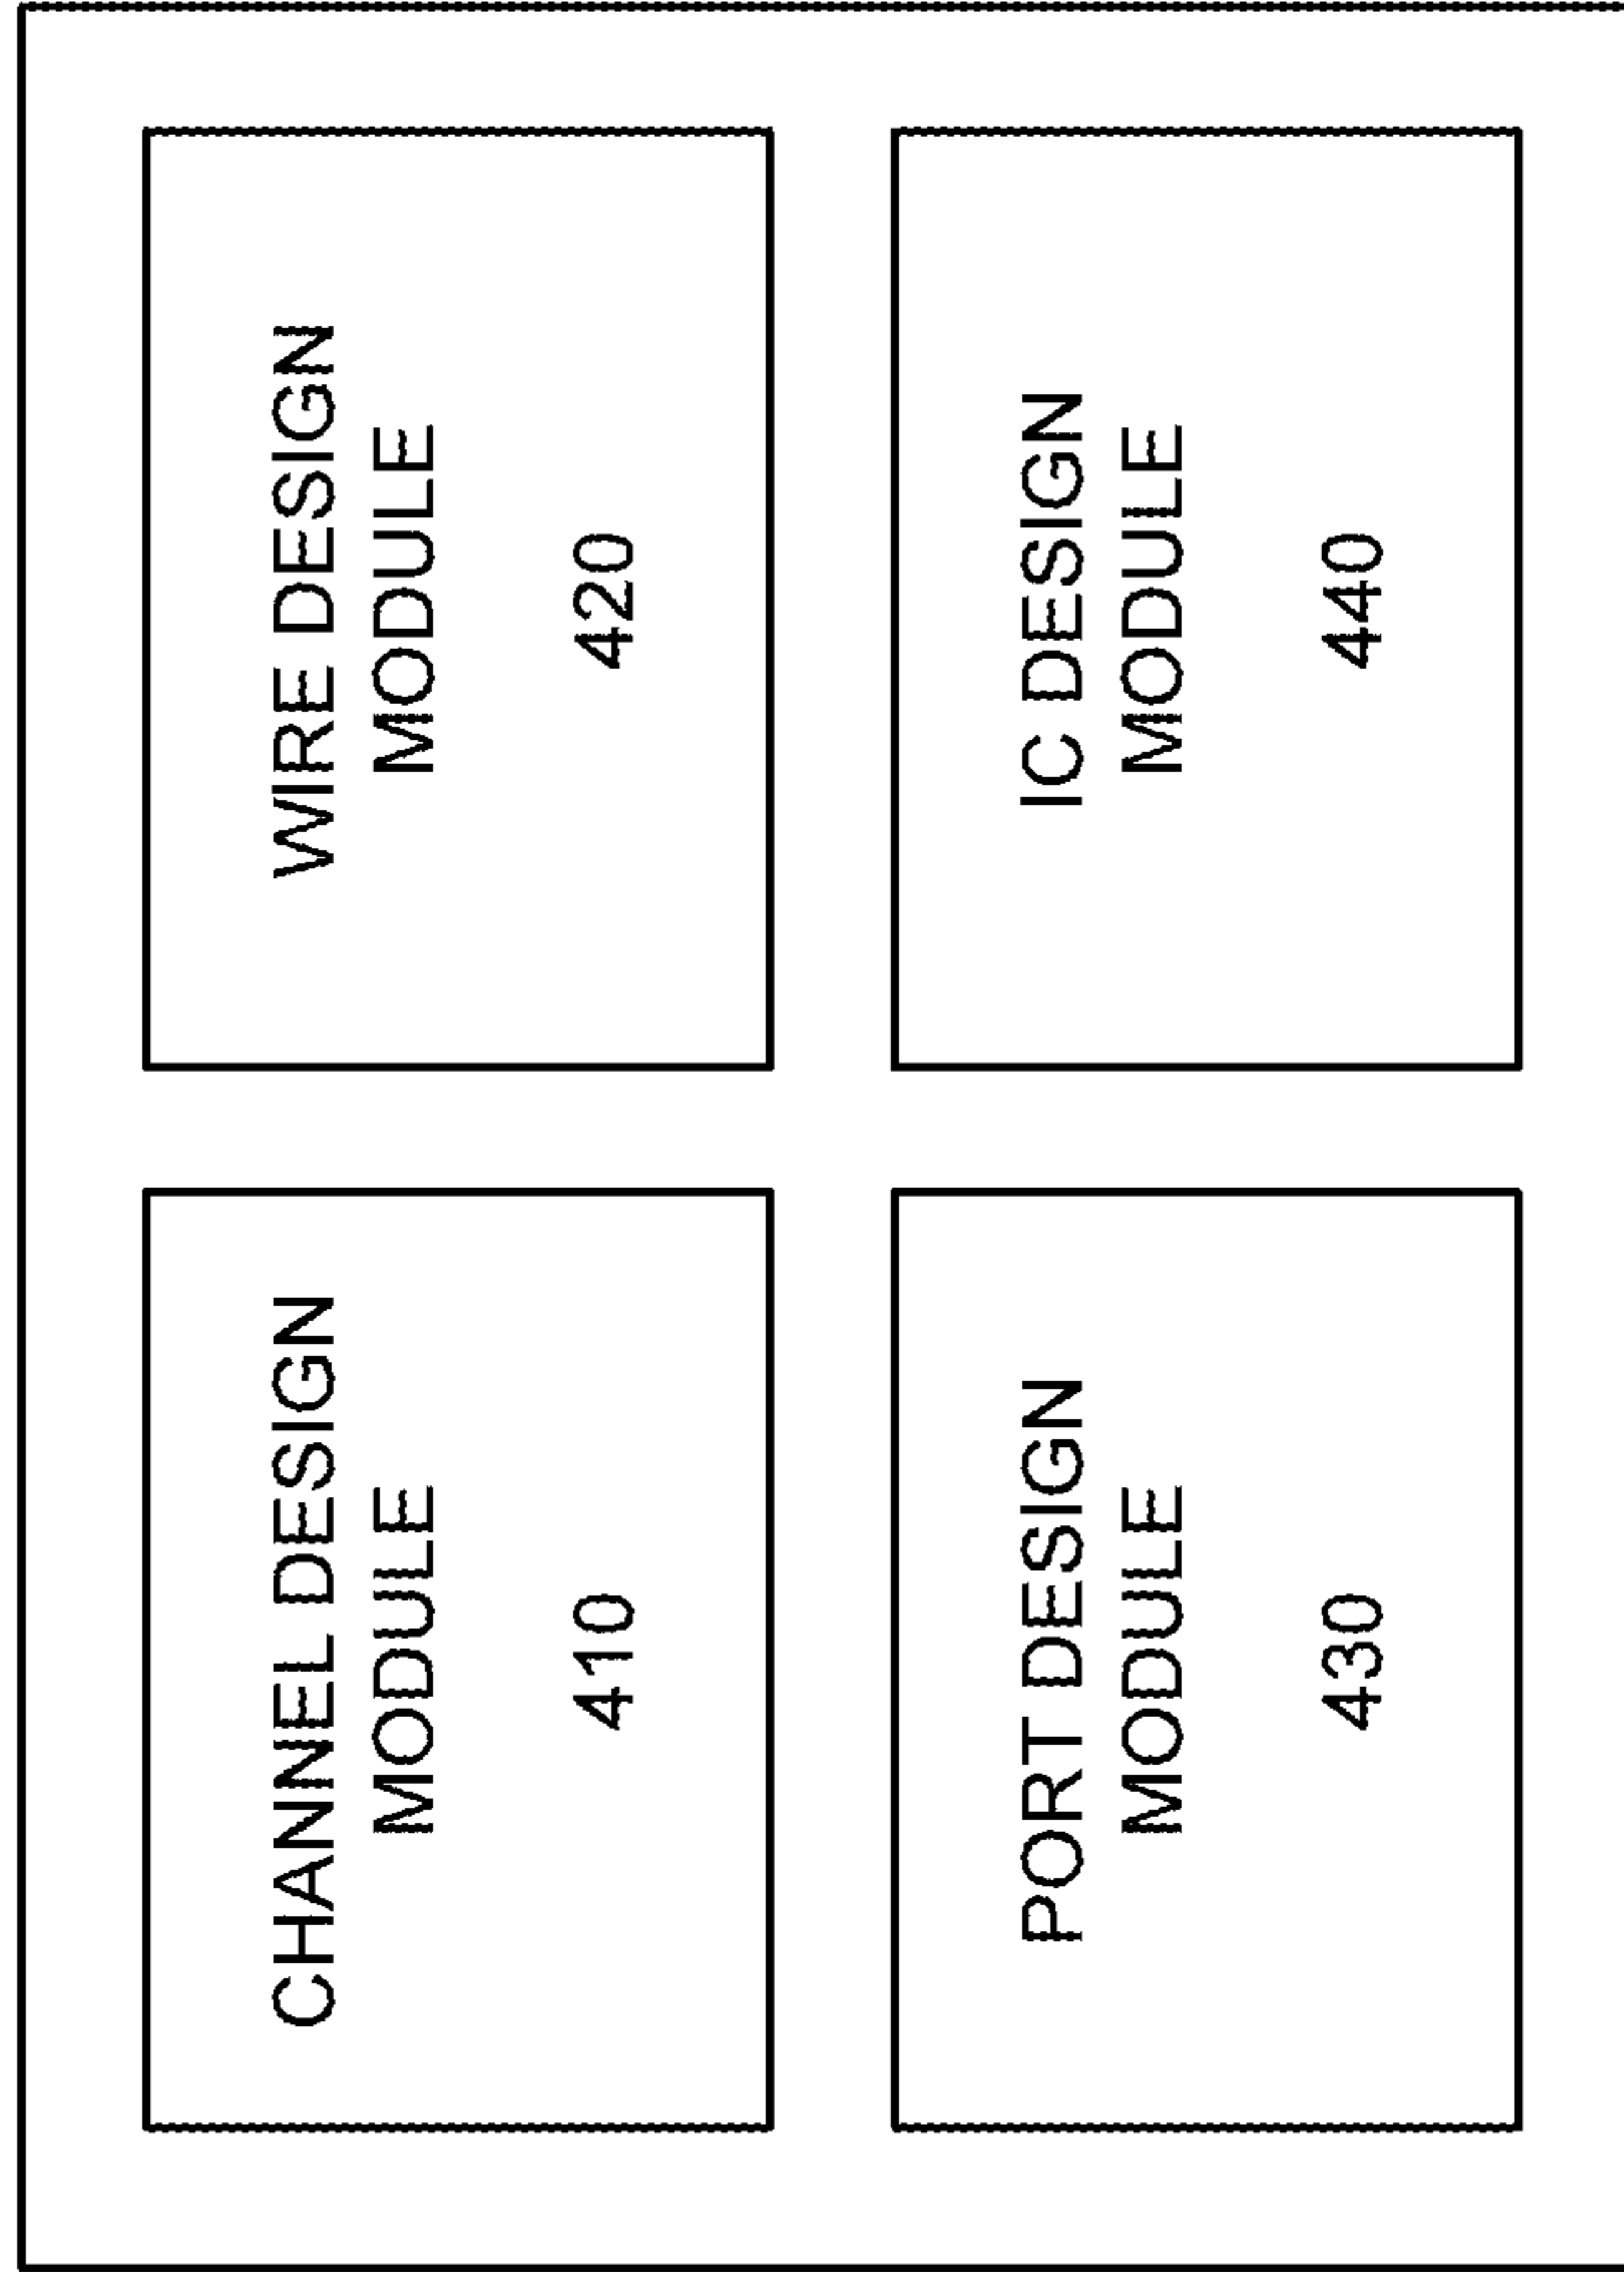 CHANNEL DESIGN
MODULE
410
WIRE DESIGN
MODULE
420
PORT DESIGN
MODULE
430
IC DESIGN
MODULE
440